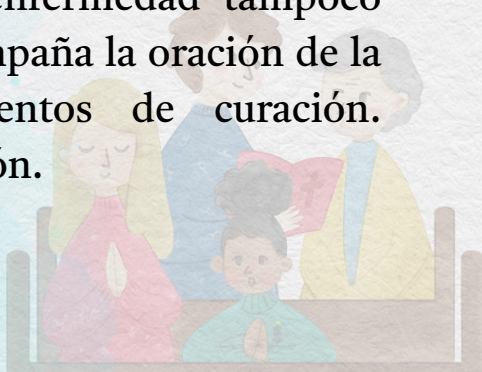 enfermedad tampoco
mpaña la oración de la
entos de curación.
ón.